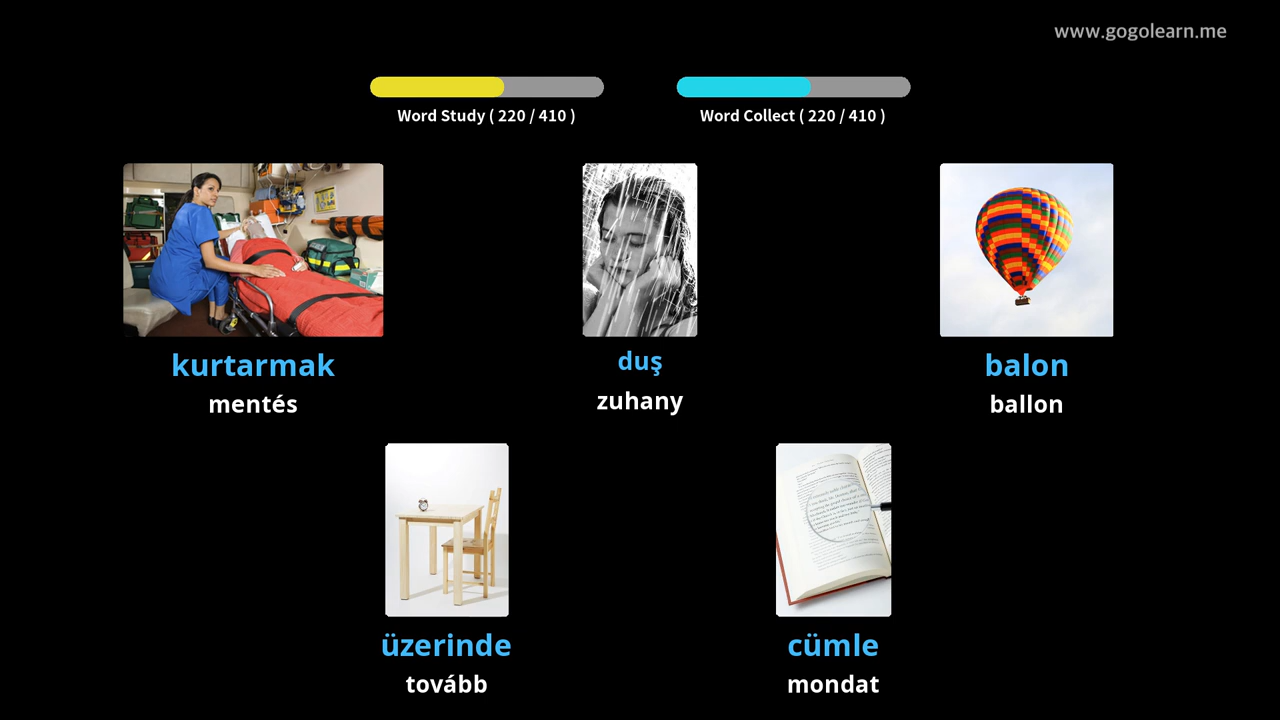 www.gogolearn.me
Word Study ( 220 / 410 )
Word Collect ( 220 / 410 )
kurtarmak
mentés
duş
zuhany
balon
ballon
üzerinde
tovább
cümle
mondat